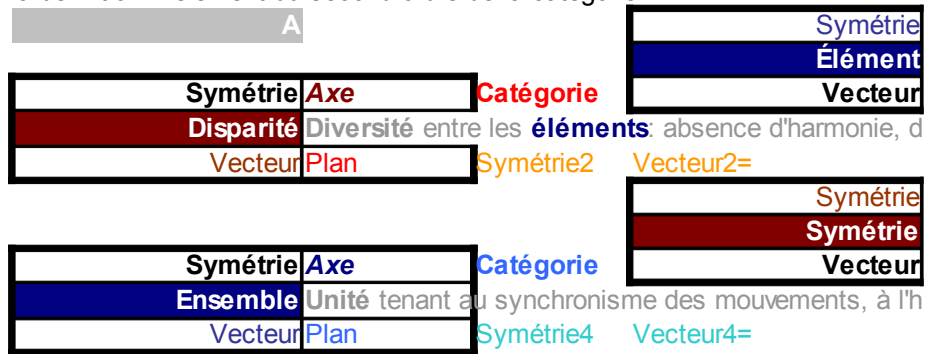 A Symétrie
Élément
Symétrie Axe Catégorie Vecteur
Disparité Diversité entre les éléments: absence d'harmonie, d
Vecteur Plan Symétrie2 Vecteur2=
Symétrie
Symétrie
Symétrie Axe Catégorie Vecteur
Ensemble Unité tenant au synchronisme des mouvements, à l'h
Vecteur Plan Symétrie4 Vecteur4=